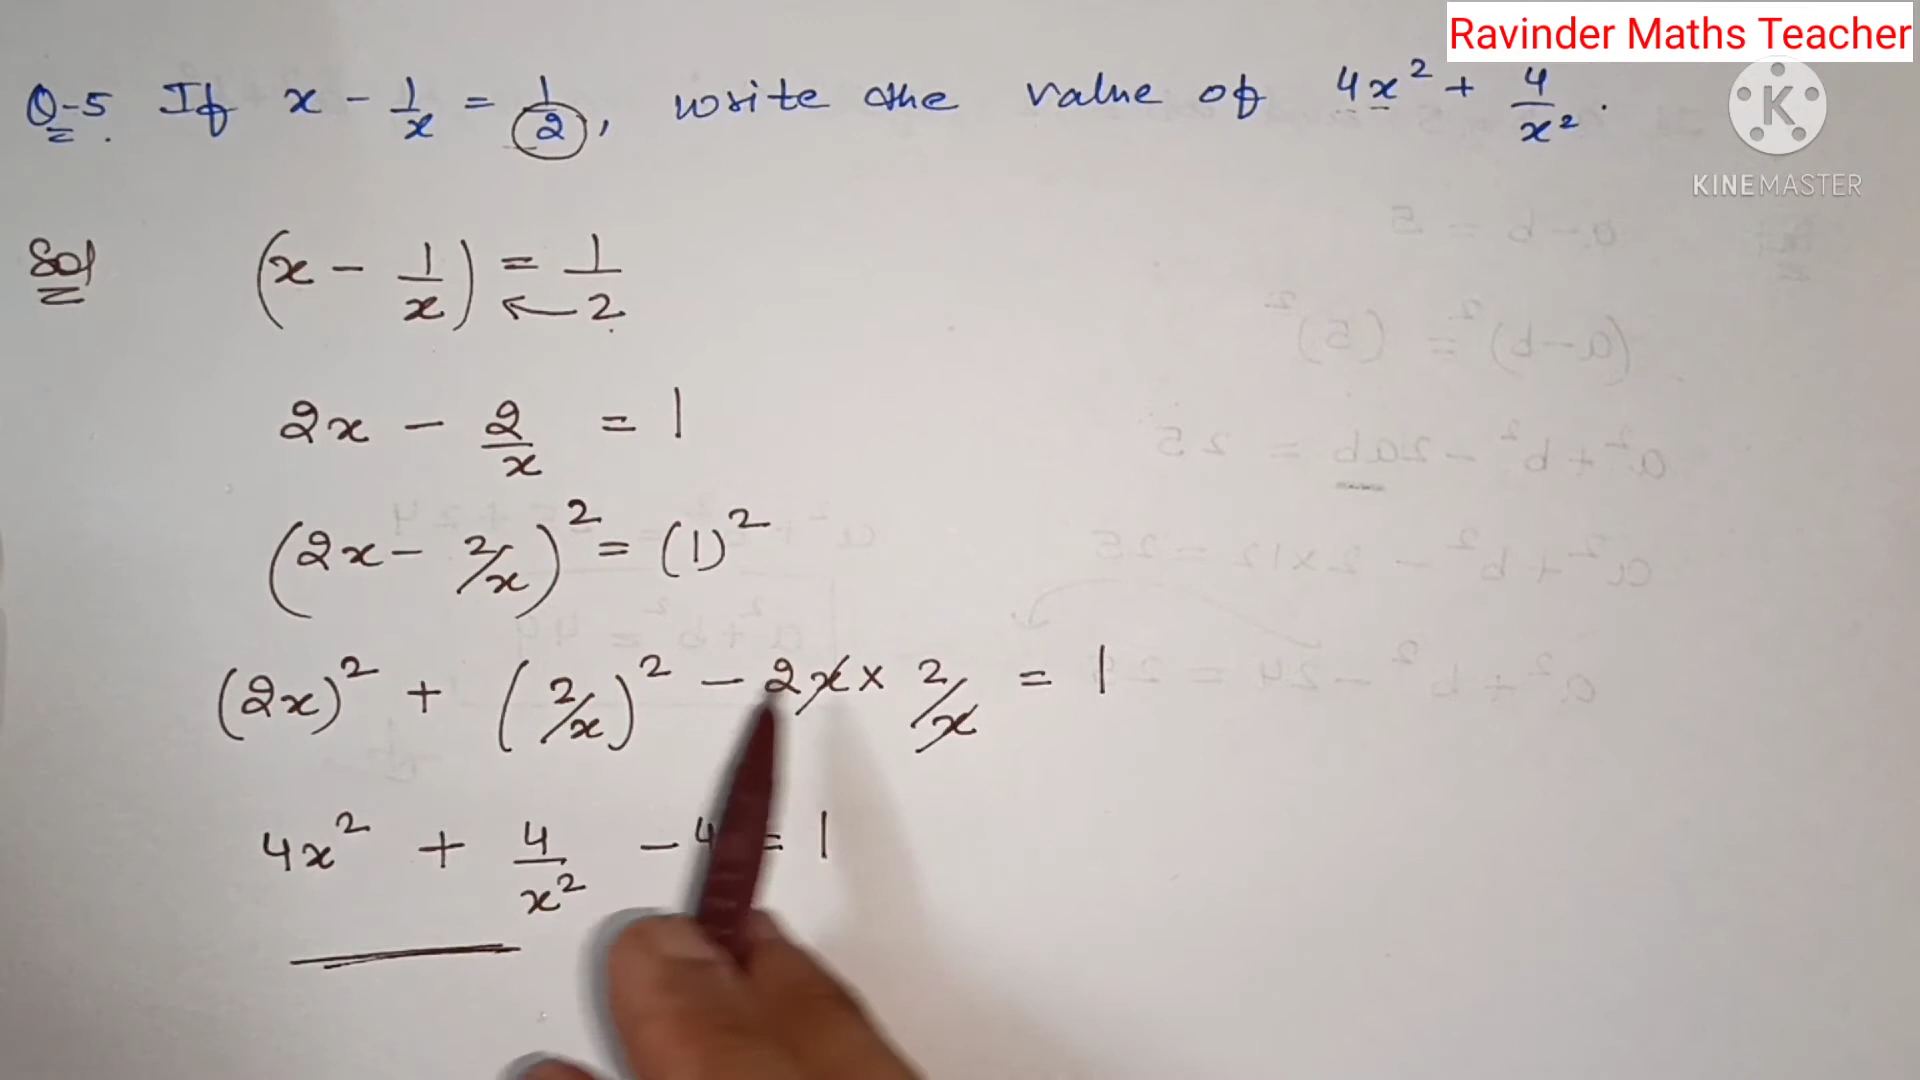 Ravinder Maths Teacher
Q-5. If x - 1/x = 1/2, write the value of 4x² + 4/x².
KINEMASTER
Sol (x - 1/x) = 1/2
2x - 2/x = 1
(2x - 2/x)² = (1)²
(2x)² + (2/x)² - 2x × 2/x = 1
4x² + 4/x² - 4 = 1